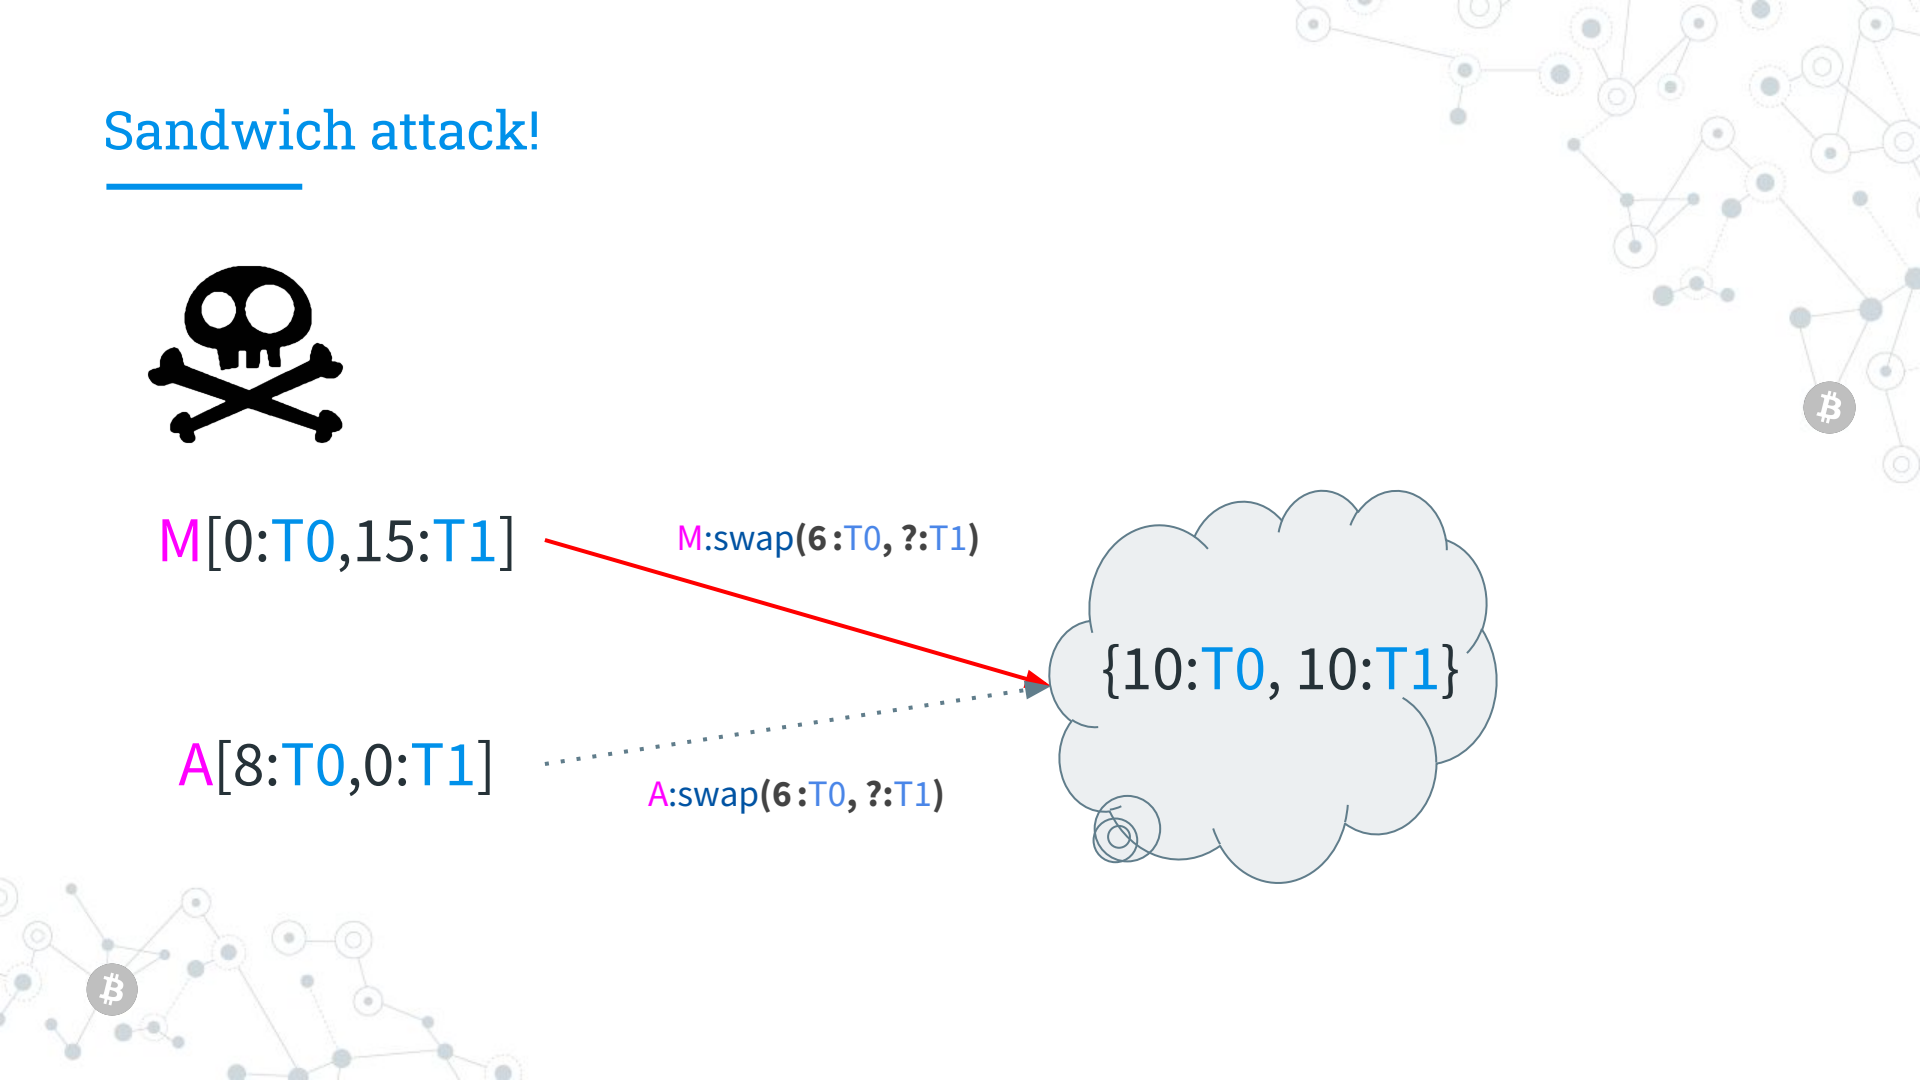 Sandwich attack!
M[0:T0,15:T1]
M:swap(6:T0, ?:T1)
{10:T0, 10:T1}
A[8:T0,0:T1]
A:swap(6:T0, ?:T1)